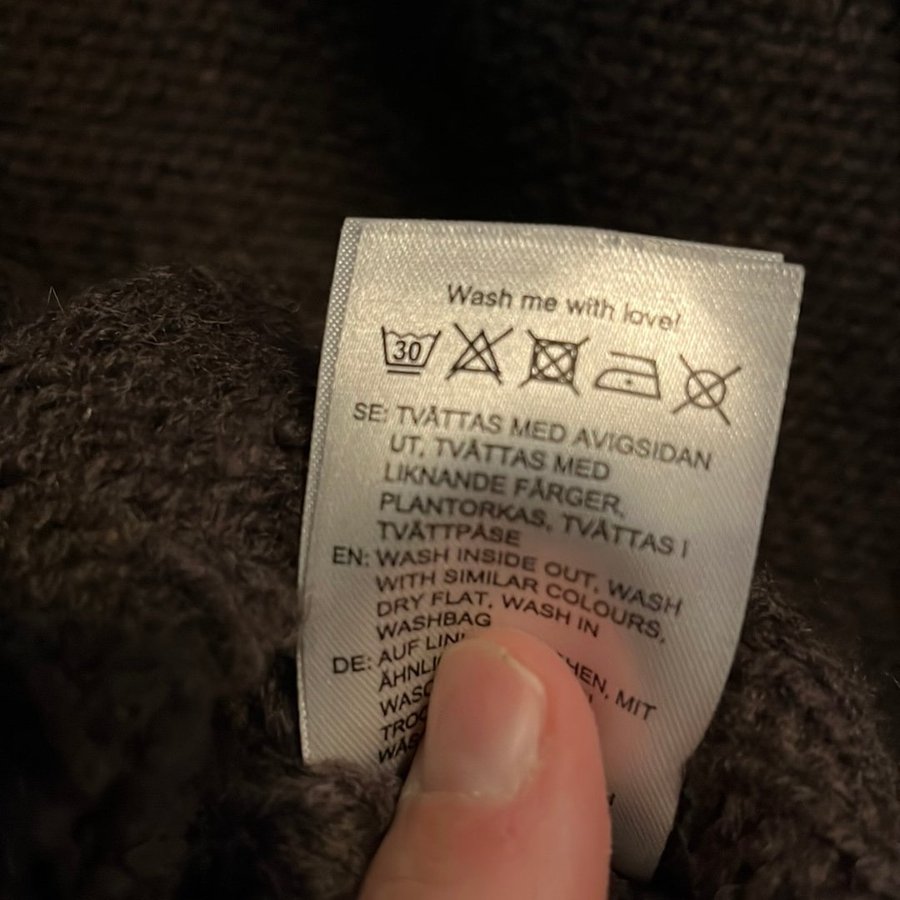 Wash me with love!
30
SE: TVÄTTAS MED AVIGSIDAN
UT, TVÄTTAS MED
LIKNANDE FÄRGER,
PLANTORKAS, TVÄTTAS I
TVÄTTPÅSE
EN: WASH INSIDE OUT, WASH
WITH SIMILAR COLOURS,
DRY FLAT, WASH IN
WASHBAG
DE: AUF
MIT